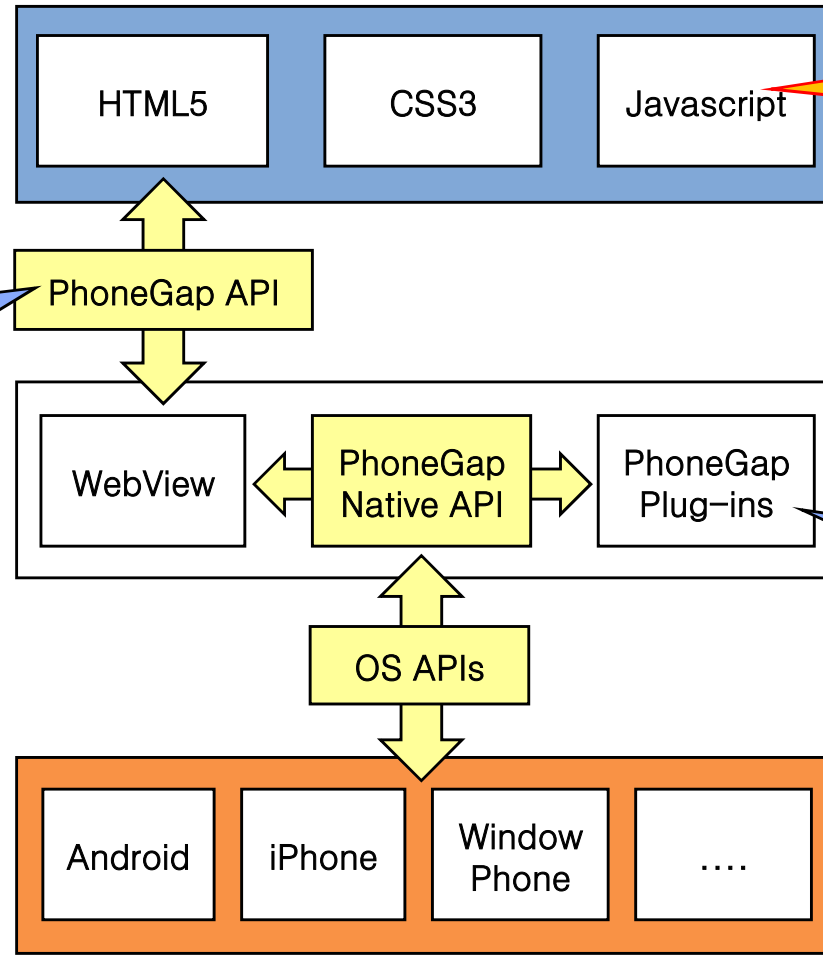 HTML5
CSS3
Javascript
PhoneGap API
WebView
PhoneGap
Native API
PhoneGap
Plug-ins
OS APIs
Android
iPhone
Window
Phone
....